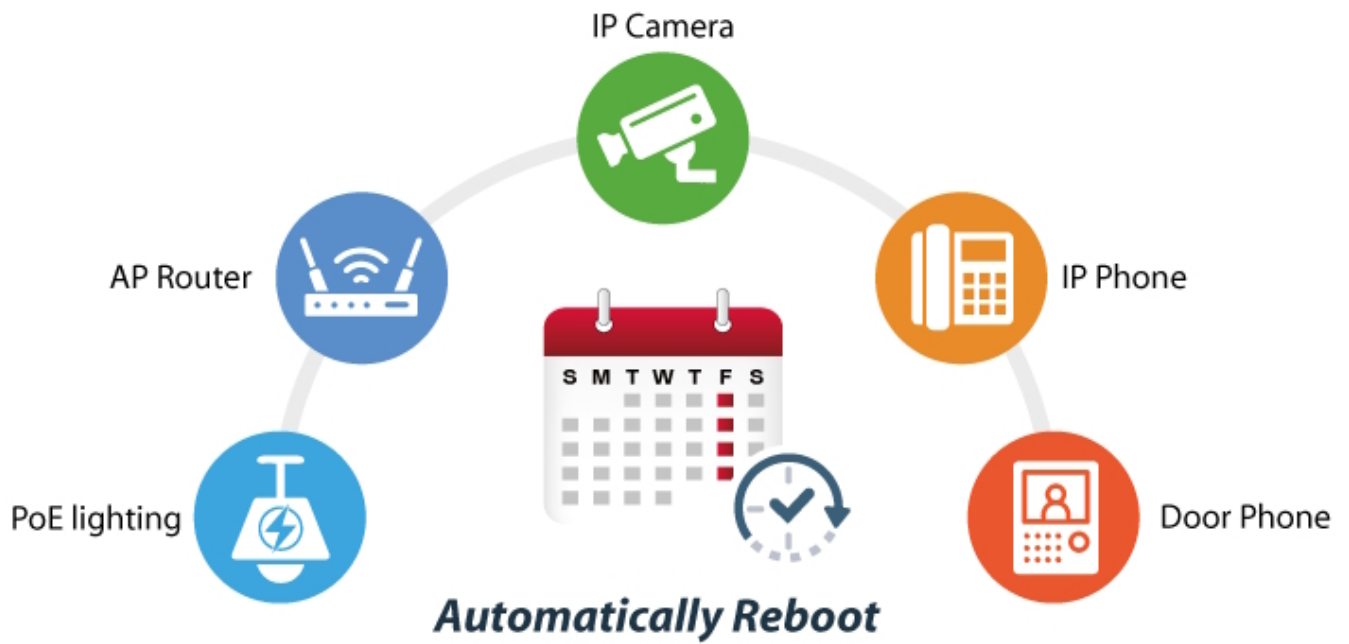 IP Camera
AP Router
IP Phone
S M T W T F S
PoE lighting
Door Phone
Automatically Reboot